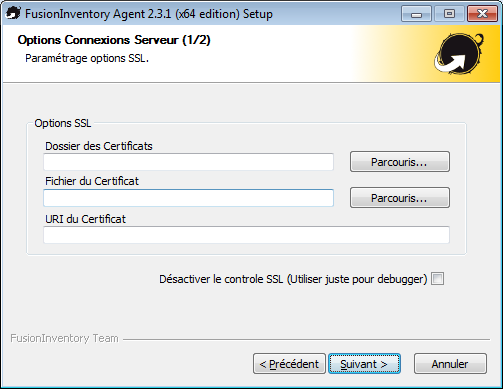 FusionInventory Agent 2.3.1 (x64 edition) Setup
Options Connexions Serveur (1/2)
Paramétrage options SSL.
Options SSL
Dossier des Certificats
Parcouris...
Fichier du Certificat
Parcouris...
URI du Certificat
Désactiver le controle SSL (Utiliser juste pour debugger)
FusionInventory Team
< Précédent
Suivant >
Annuler